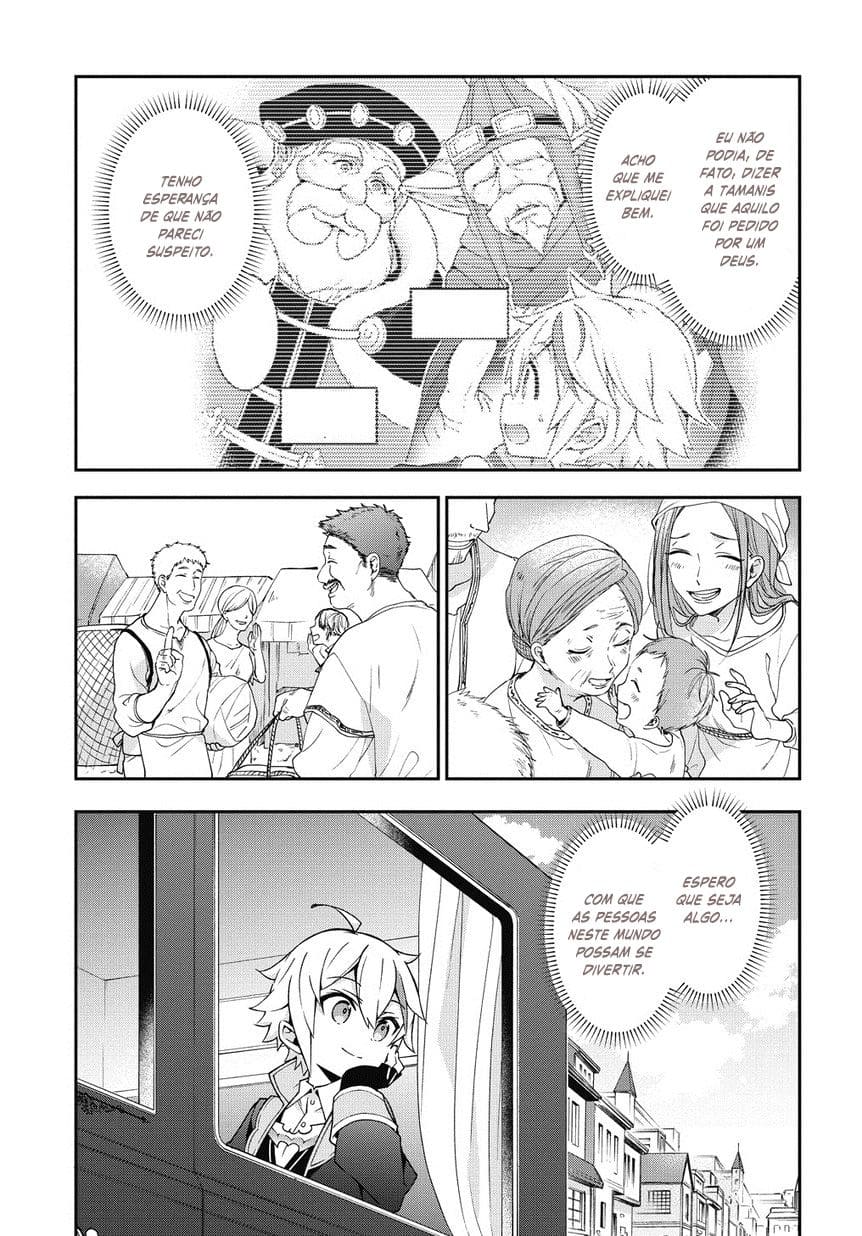 EU NÃO
PODIA, DE
FATO, DIZER
A TAMANIS
QUE AQUILO
FOI PEDIDO
POR UM
DEUS.
ACHO
QUE ME
EXPLIQUEI
BEM.
TENHO
ESPERANÇA
DE QUE NÃO
PARECI
SUSPEITO.
ESPERO
QUE SEJA
ALGO...
COM QUE
AS PESSOAS
NESTE MUNDO
POSSAM SE
DIVERTIR.